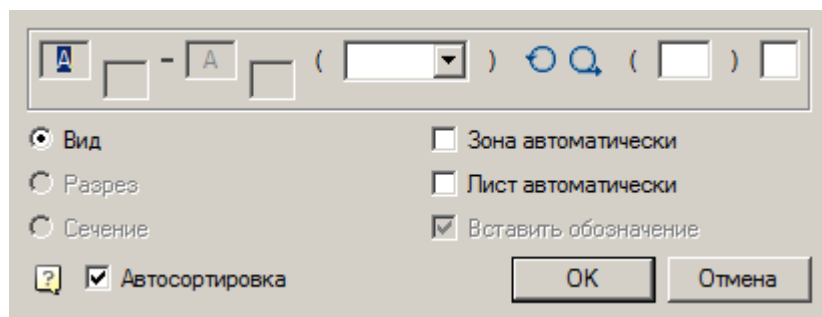 А - А ( ) ( )
Вид
Зона автоматически
Разрез
Лист автоматически
Сечение
Вставить обозначение
? Автосортировка
OK
Отмена